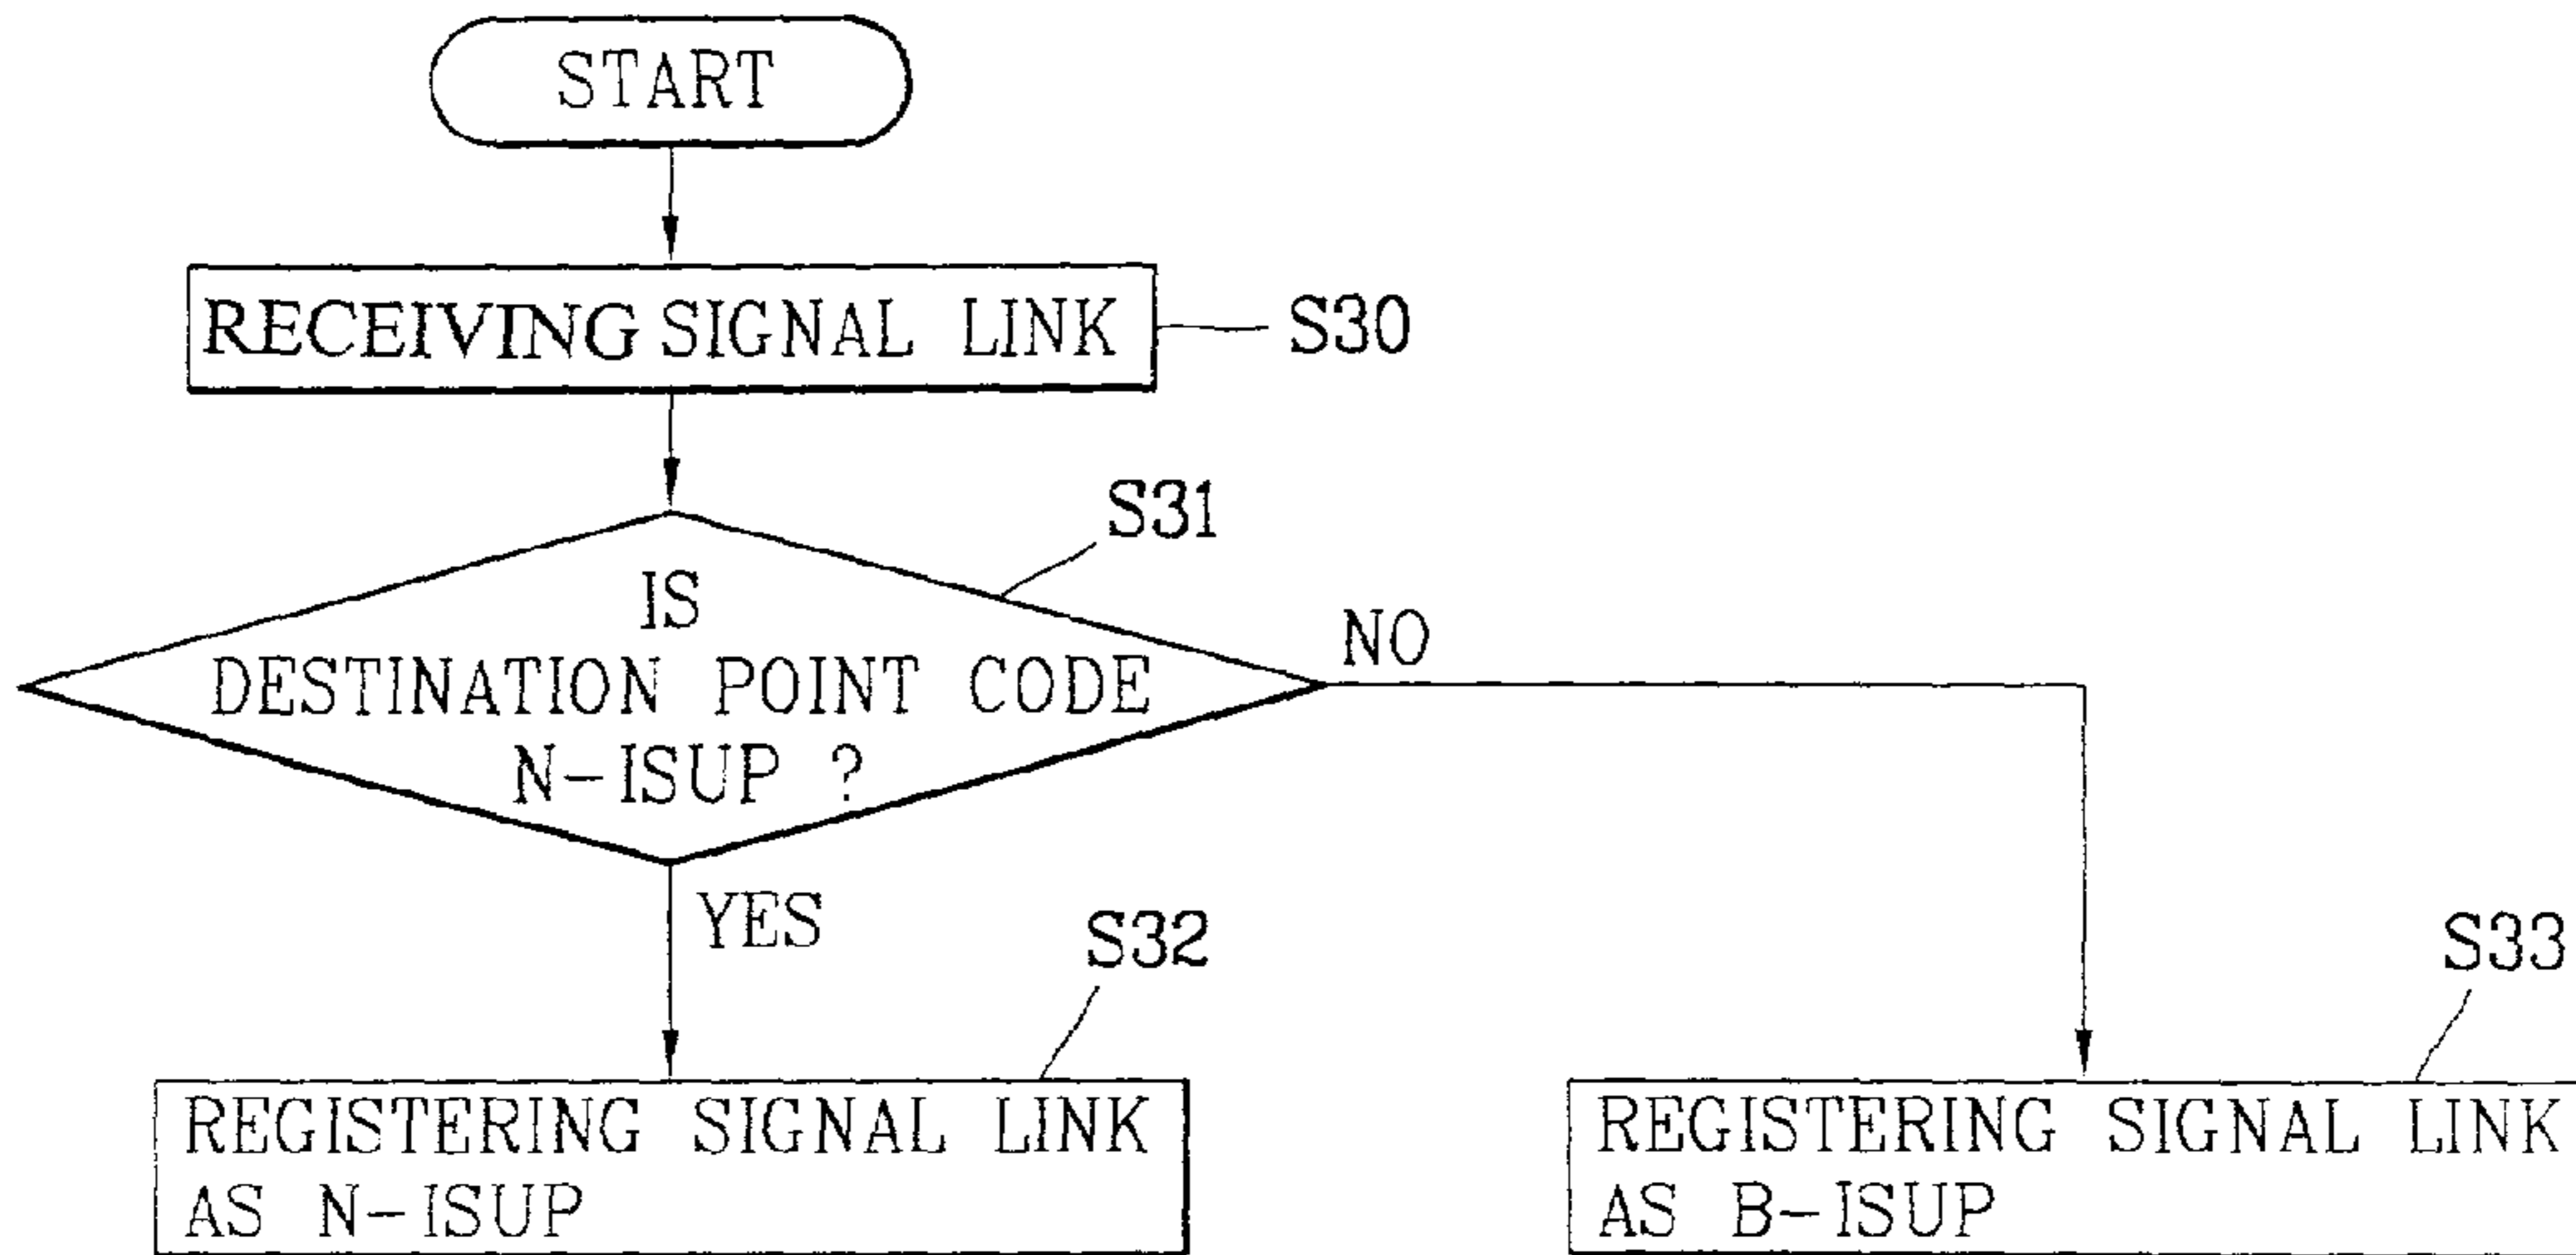 START
RECEIVING SIGNAL LINK
S30
S31
IS
DESTINATION POINT CODE
N-ISUP ?
NO
YES
S32
S33
REGISTERING SIGNAL LINK
AS N-ISUP
REGISTERING SIGNAL LINK
AS B-ISUP